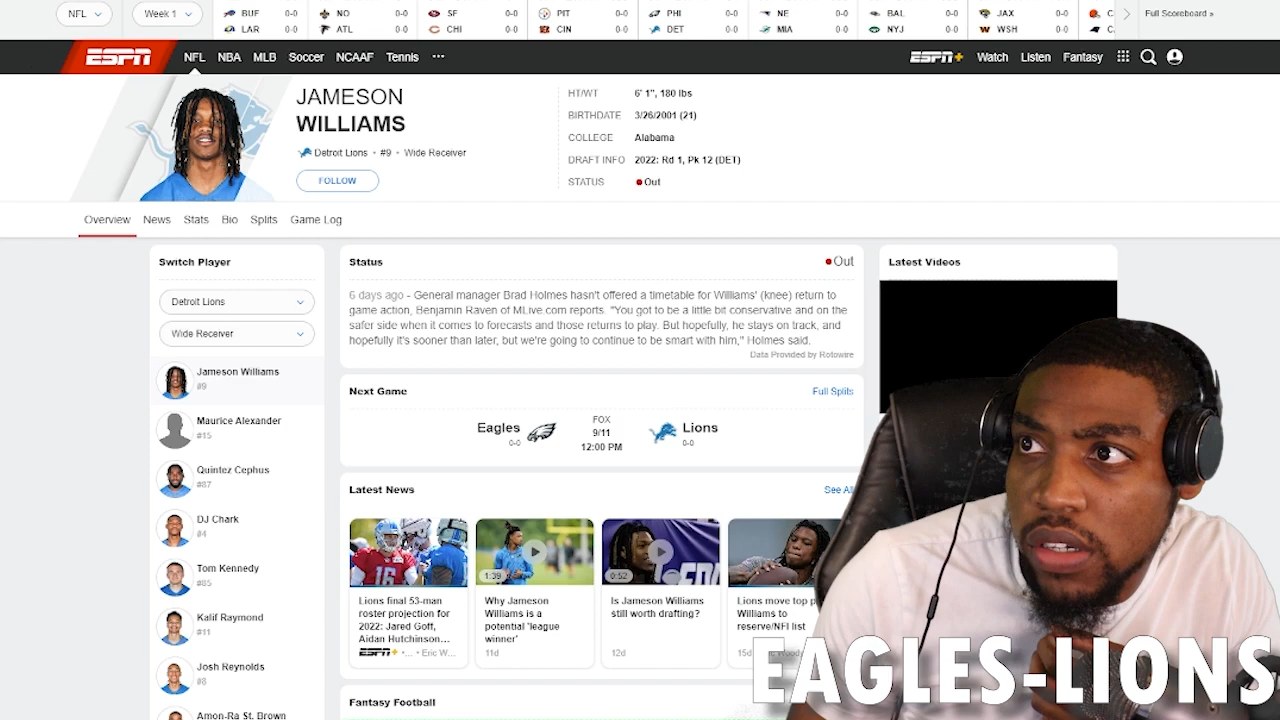 NFL
Week 1
BUF 0-0
LAR 0-0
NO 0-0
ATL 0-0
SF 0-0
CHI 0-0
PIT 0-0
CIN 0-0
PHI 0-0
DET 0-0
NE 0-0
MIA 0-0
BAL 0-0
NYJ 0-0
JAX 0-0
WSH 0-0
Full Scoreboard »
ESPN NFL NBA MLB Soccer NCAAF Tennis ••• ESPN+ Watch Listen Fantasy
JAMESON
WILLIAMS
Detroit Lions • #9 • Wide Receiver
FOLLOW
HT/WT 6' 1", 180 lbs
BIRTHDATE 3/26/2001 (21)
COLLEGE Alabama
DRAFT INFO 2022: Rd 1, Pk 12 (DET)
STATUS Out
Overview News Stats Bio Splits Game Log
Switch Player
Detroit Lions
Wide Receiver
Jameson Williams
#9
Maurice Alexander
#15
Quintez Cephus
#87
DJ Chark
#4
Tom Kennedy
#85
Kalif Raymond
#11
Josh Reynolds
#8
Amon-Ra St. Brown
Status Out
6 days ago - General manager Brad Holmes hasn't offered a timetable for Williams' (knee) return to
game action, Benjamin Raven of MLive.com reports. "You got to be a little bit conservative and on the
safer side when it comes to forecasts and those returns to play. But hopefully, he stays on track, and
hopefully it's sooner than later, but we're going to continue to be smart with him," Holmes said.
Data Provided by Rotowire
Next Game Full Splits
Eagles
0-0
FOX
9/11
12:00 PM
Lions
0-0
Latest News See All
Lions final 53-man
roster projection for
2022: Jared Goff,
Aidan Hutchinson...
ESPN+ •... • Eric W...
1:39
Why Jameson
Williams is a
potential 'league
winner'
11d
0:52
Is Jameson Williams
still worth drafting?
12d
Lions move top p
Williams to
reserve/NFI list
15d
Fantasy Football
Latest Videos
EAGLES-LIONS